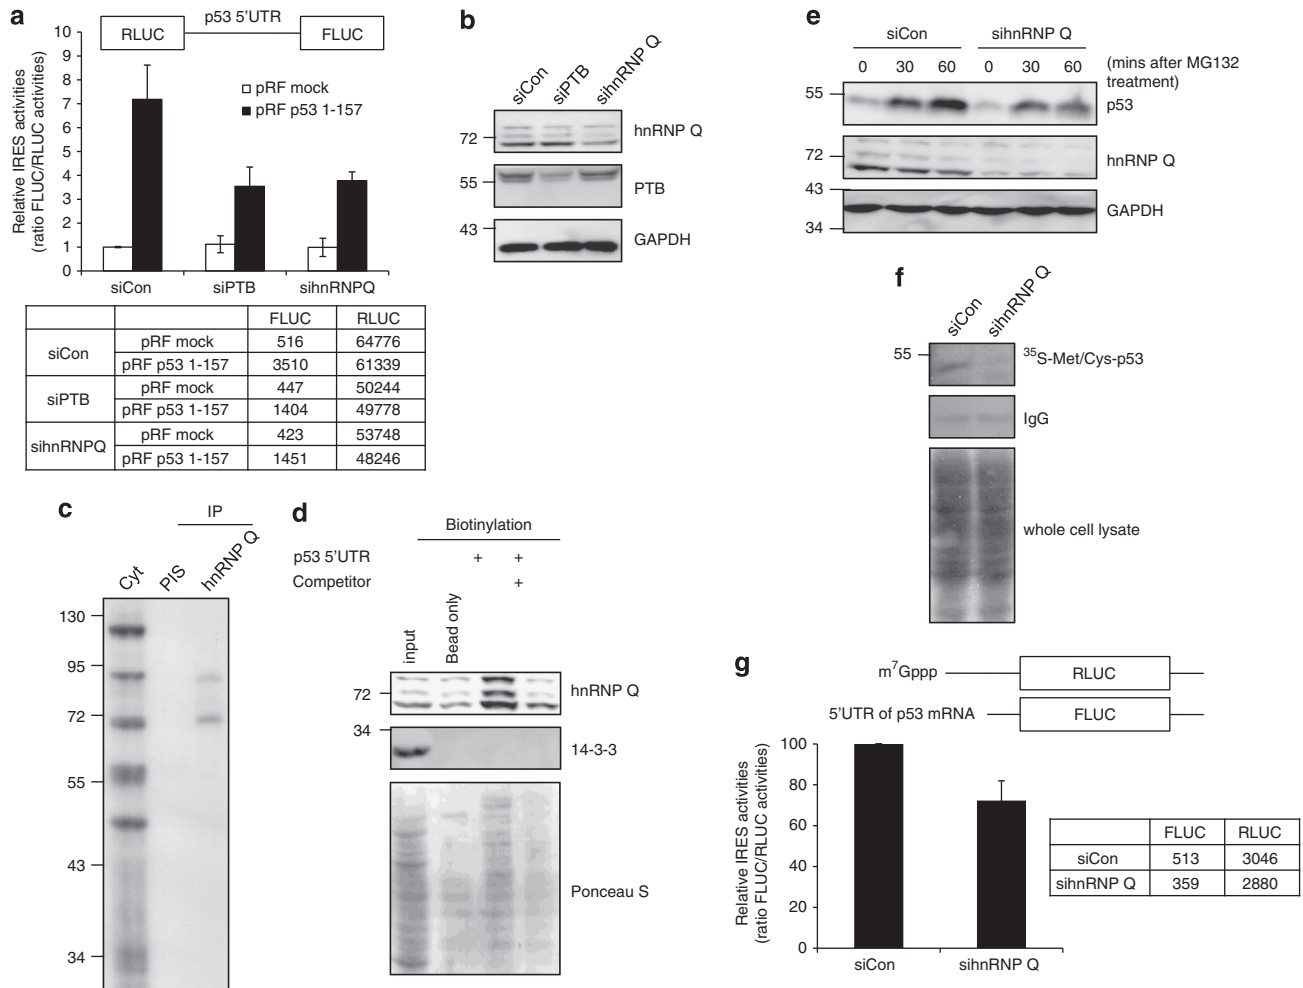 a
p53 5'UTR
RLUC
FLUC
Relative IRES activities
(ratio FLUC/RLUC activities)
10
9
8
7
6
5
4
3
2
1
0
pRF mock
pRF p53 1-157
siCon
siPTB
sihnRNPQ
FLUC RLUC
siCon pRF mock 516 64776
pRF p53 1-157 3510 61339
siPTB pRF mock 447 50244
pRF p53 1-157 1404 49778
sihnRNPQ pRF mock 423 53748
pRF p53 1-157 1451 48246
b
siCon siPTB sihnRNP Q
72 hnRNP Q
55 PTB
43 GAPDH
c
IP
Cyt PIS hnRNP Q
130
95
72
55
43
34
d
Biotinylation
p53 5'UTR + +
Competitor +
input Bead only
72 hnRNP Q
34 14-3-3
Ponceau S
e
siCon sihnRNP Q
0 30 60 0 30 60 (mins after MG132
treatment)
55 p53
72 hnRNP Q
43 GAPDH
34
f
siCon sihnRNP Q
55 35S-Met/Cys-p53
IgG
whole cell lysate
g
m7Gppp RLUC
5'UTR of p53 mRNA FLUC
Relative IRES activities
(ratio FLUC/RLUC activities)
100
80
60
40
20
0
siCon sihnRNP Q
FLUC RLUC
siCon 513 3046
sihnRNP Q 359 2880